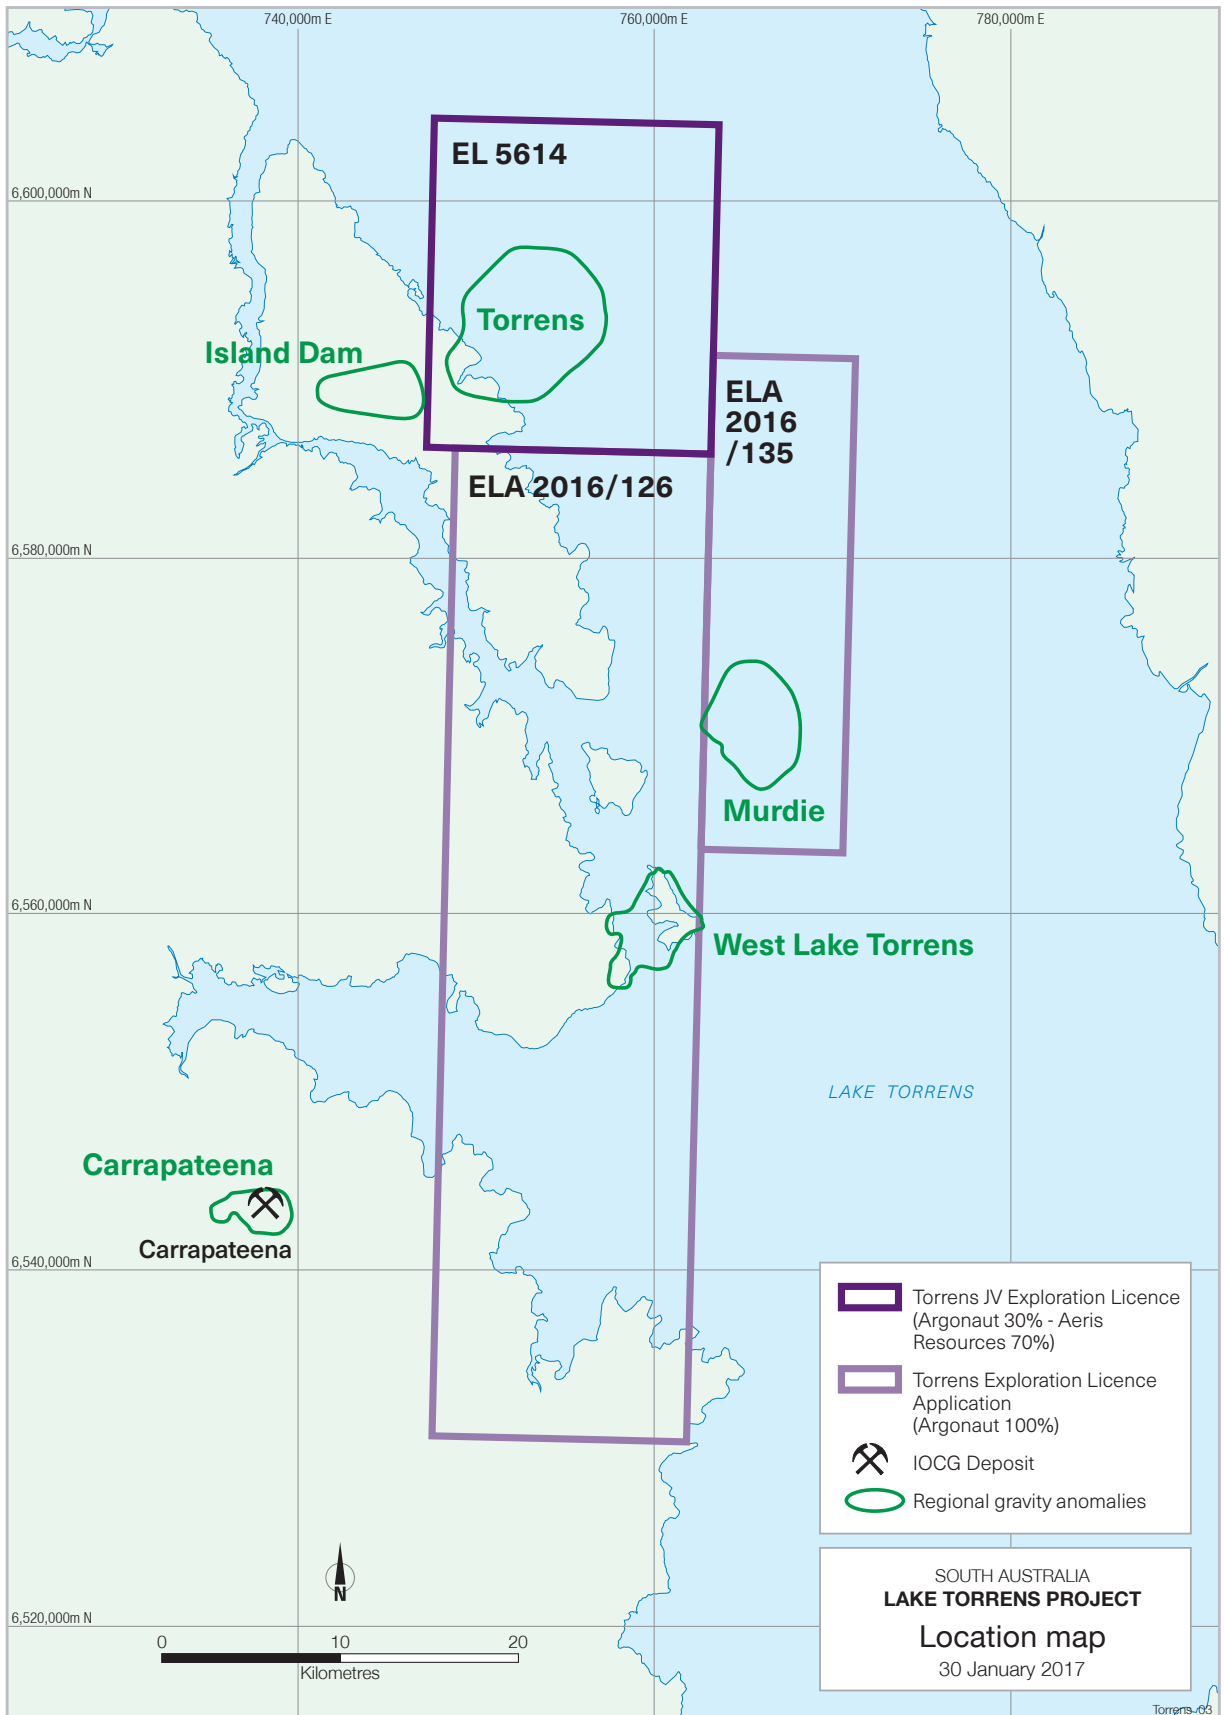 740,000m E
760,000m E
780,000m E
EL 5614
6,600,000m N
Torrens
Island Dam
ELA
2016
/135
ELA 2016/126
6,580,000m N
Murdie
6,560,000m N
West Lake Torrens
LAKE TORRENS
Carrapateena
Carrapateena
6,540,000m N
Torrens JV Exploration Licence
(Argonaut 30% - Aeris
Resources 70%)
Torrens Exploration Licence
Application
(Argonaut 100%)
IOCG Deposit
Regional gravity anomalies
N
6,520,000m N
0 10 20
Kilometres
SOUTH AUSTRALIA
LAKE TORRENS PROJECT
Location map
30 January 2017
Torrens 03